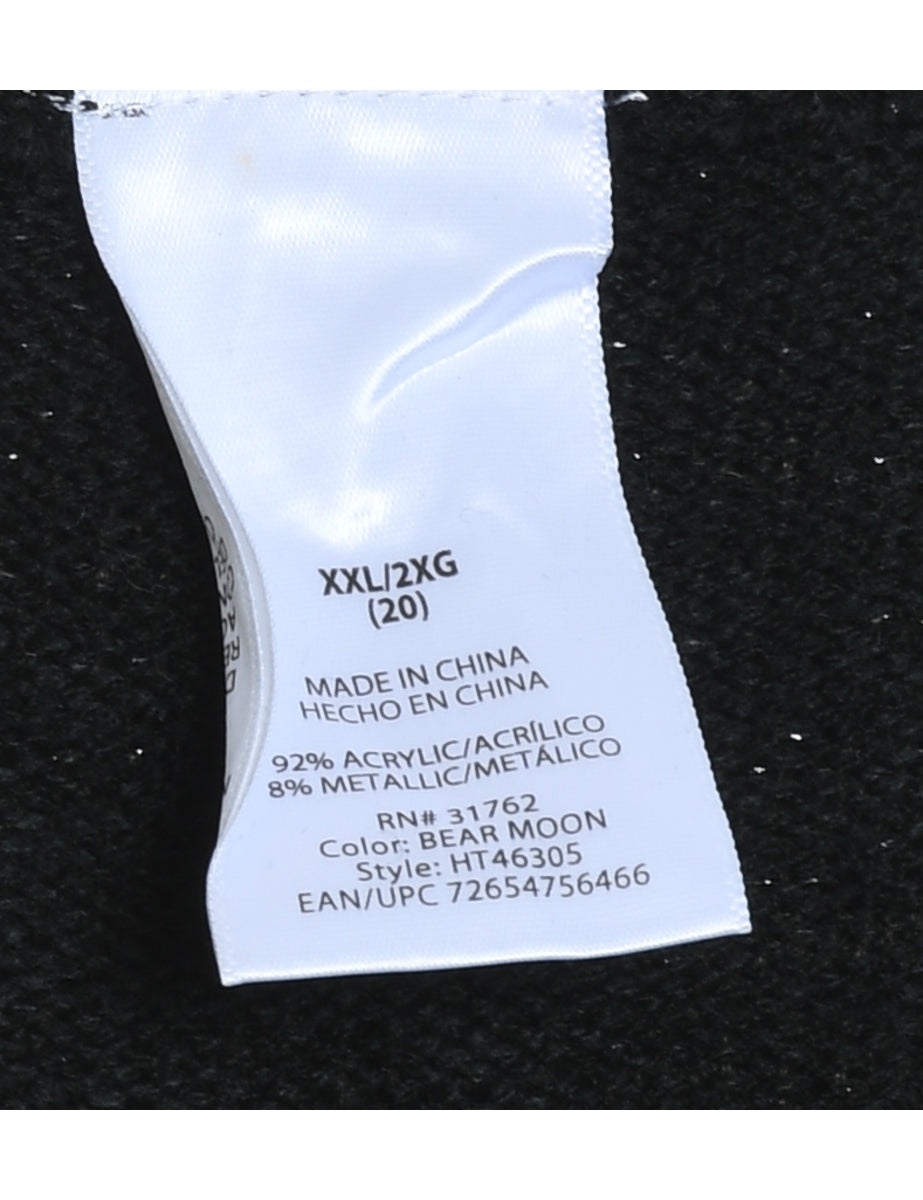 XXL/2XG
(20)
MADE IN CHINA
HECHO EN CHINA
92% ACRYLIC/ACRÍLICO
8% METALLIC/METÁLICO
RN# 31762
Color: BEAR MOON
Style: HT46305
EAN/UPC 72654756466